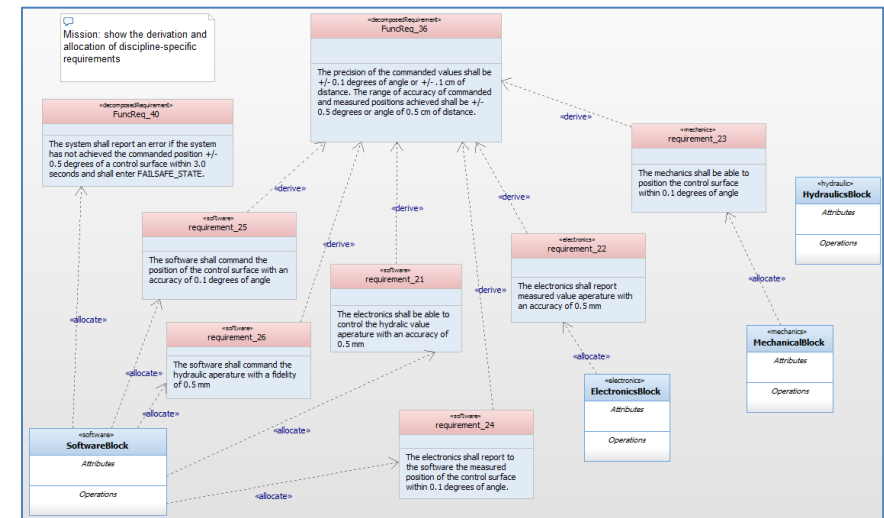 Mission: show the derivation and
allocation of discipline-specific
requirements
«decomposedRequirement»
FuncReq_36
The precision of the commanded values shall be
+/- 0.1 degrees of angle or +/- .1 cm of
distance. The range of accuracy of commanded
and measured positions achieved shall be +/-
0.5 degrees or angle of 0.5 cm of distance.
«decomposedRequirement»
FuncReq_40
The system shall report an error if the system
has not achieved the commanded position +/-
0.5 degrees of a control surface within 3.0
seconds and shall enter FAILSAFE_STATE.
«derive»
«mechanics»
requirement_23
The mechanics shall be able to
position the control surface
within 0.1 degrees of angle
«hydraulic»
HydraulicsBlock
Attributes
Operations
«derive»
«derive»
«software»
requirement_25
The software shall command the
position of the control surface with an
accuracy of 0.1 degrees of angle
«derive»
«electronics»
requirement_22
The electronics shall report
measured value aperature with
an accuracy of 0.5 mm
«software»
requirement_21
The electronics shall be able to
control the hydralic value
aperature with an accuracy of
0.5 mm
«derive»
«derive»
«allocate»
«allocate»
«software»
requirement_26
The software shall command the
hydraulic aperature with a fidelity
of 0.5 mm
«mechanics»
MechanicalBlock
Attributes
Operations
«allocate»
«allocate»
«allocate»
«electronics»
ElectronicsBlock
Attributes
Operations
«software»
requirement_24
The electronics shall report to
the software the measured
position of the control surface
within 0.1 degrees of angle.
«software»
SoftwareBlock
Attributes
Operations
«allocate»
«allocate»